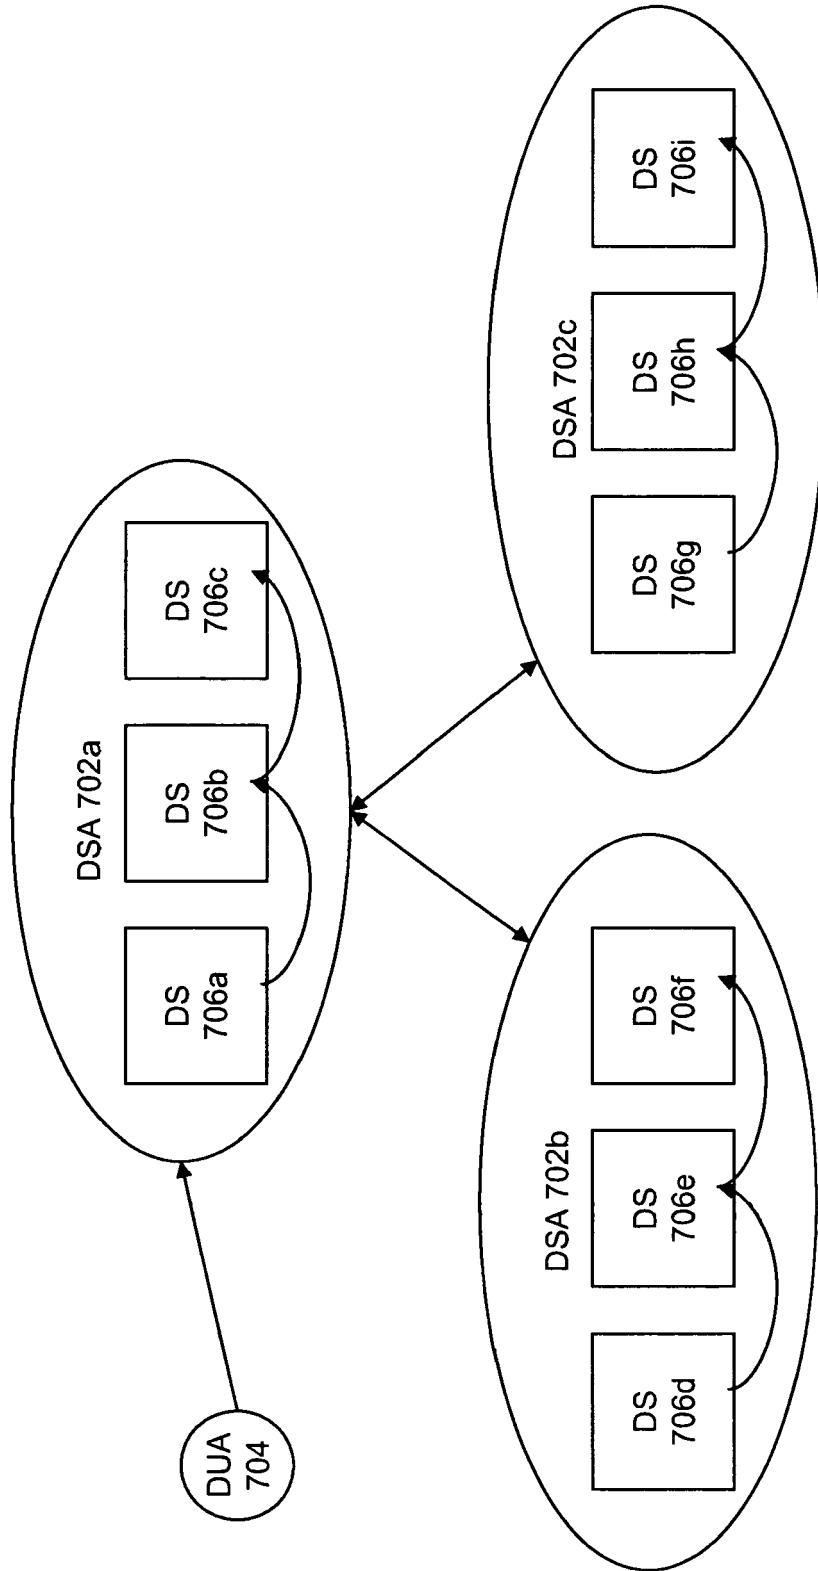 DUA
704
DSA 702a
DS
706a
DS
706b
DS
706c
DSA 702b
DS
706d
DS
706e
DS
706f
DSA 702c
DS
706g
DS
706h
DS
706i